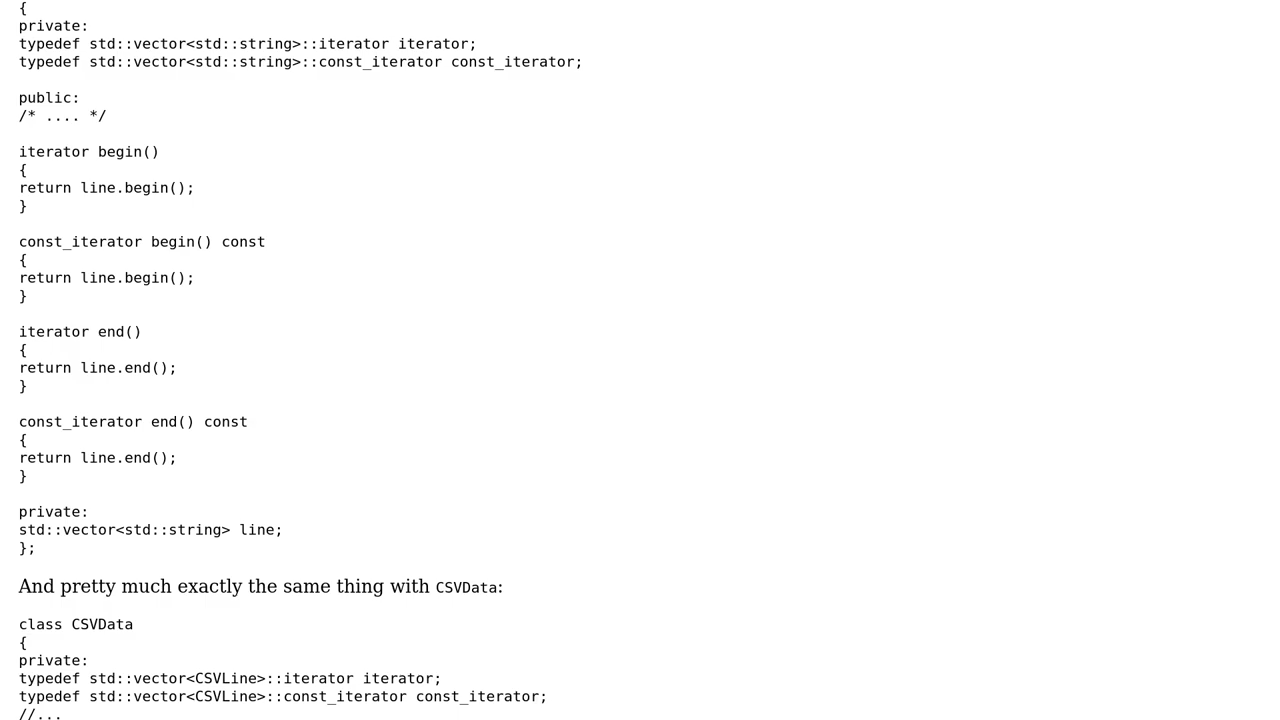 {
private:
typedef std::vector<std::string>::iterator iterator;
typedef std::vector<std::string>::const_iterator const_iterator;

public:
/* .... */

iterator begin()
{
return line.begin();
}

const_iterator begin() const
{
return line.begin();
}

iterator end()
{
return line.end();
}

const_iterator end() const
{
return line.end();
}

private:
std::vector<std::string> line;
};

And pretty much exactly the same thing with CSVData:

class CSVData
{
private:
typedef std::vector<CSVLine>::iterator iterator;
typedef std::vector<CSVLine>::const_iterator const_iterator;
//...